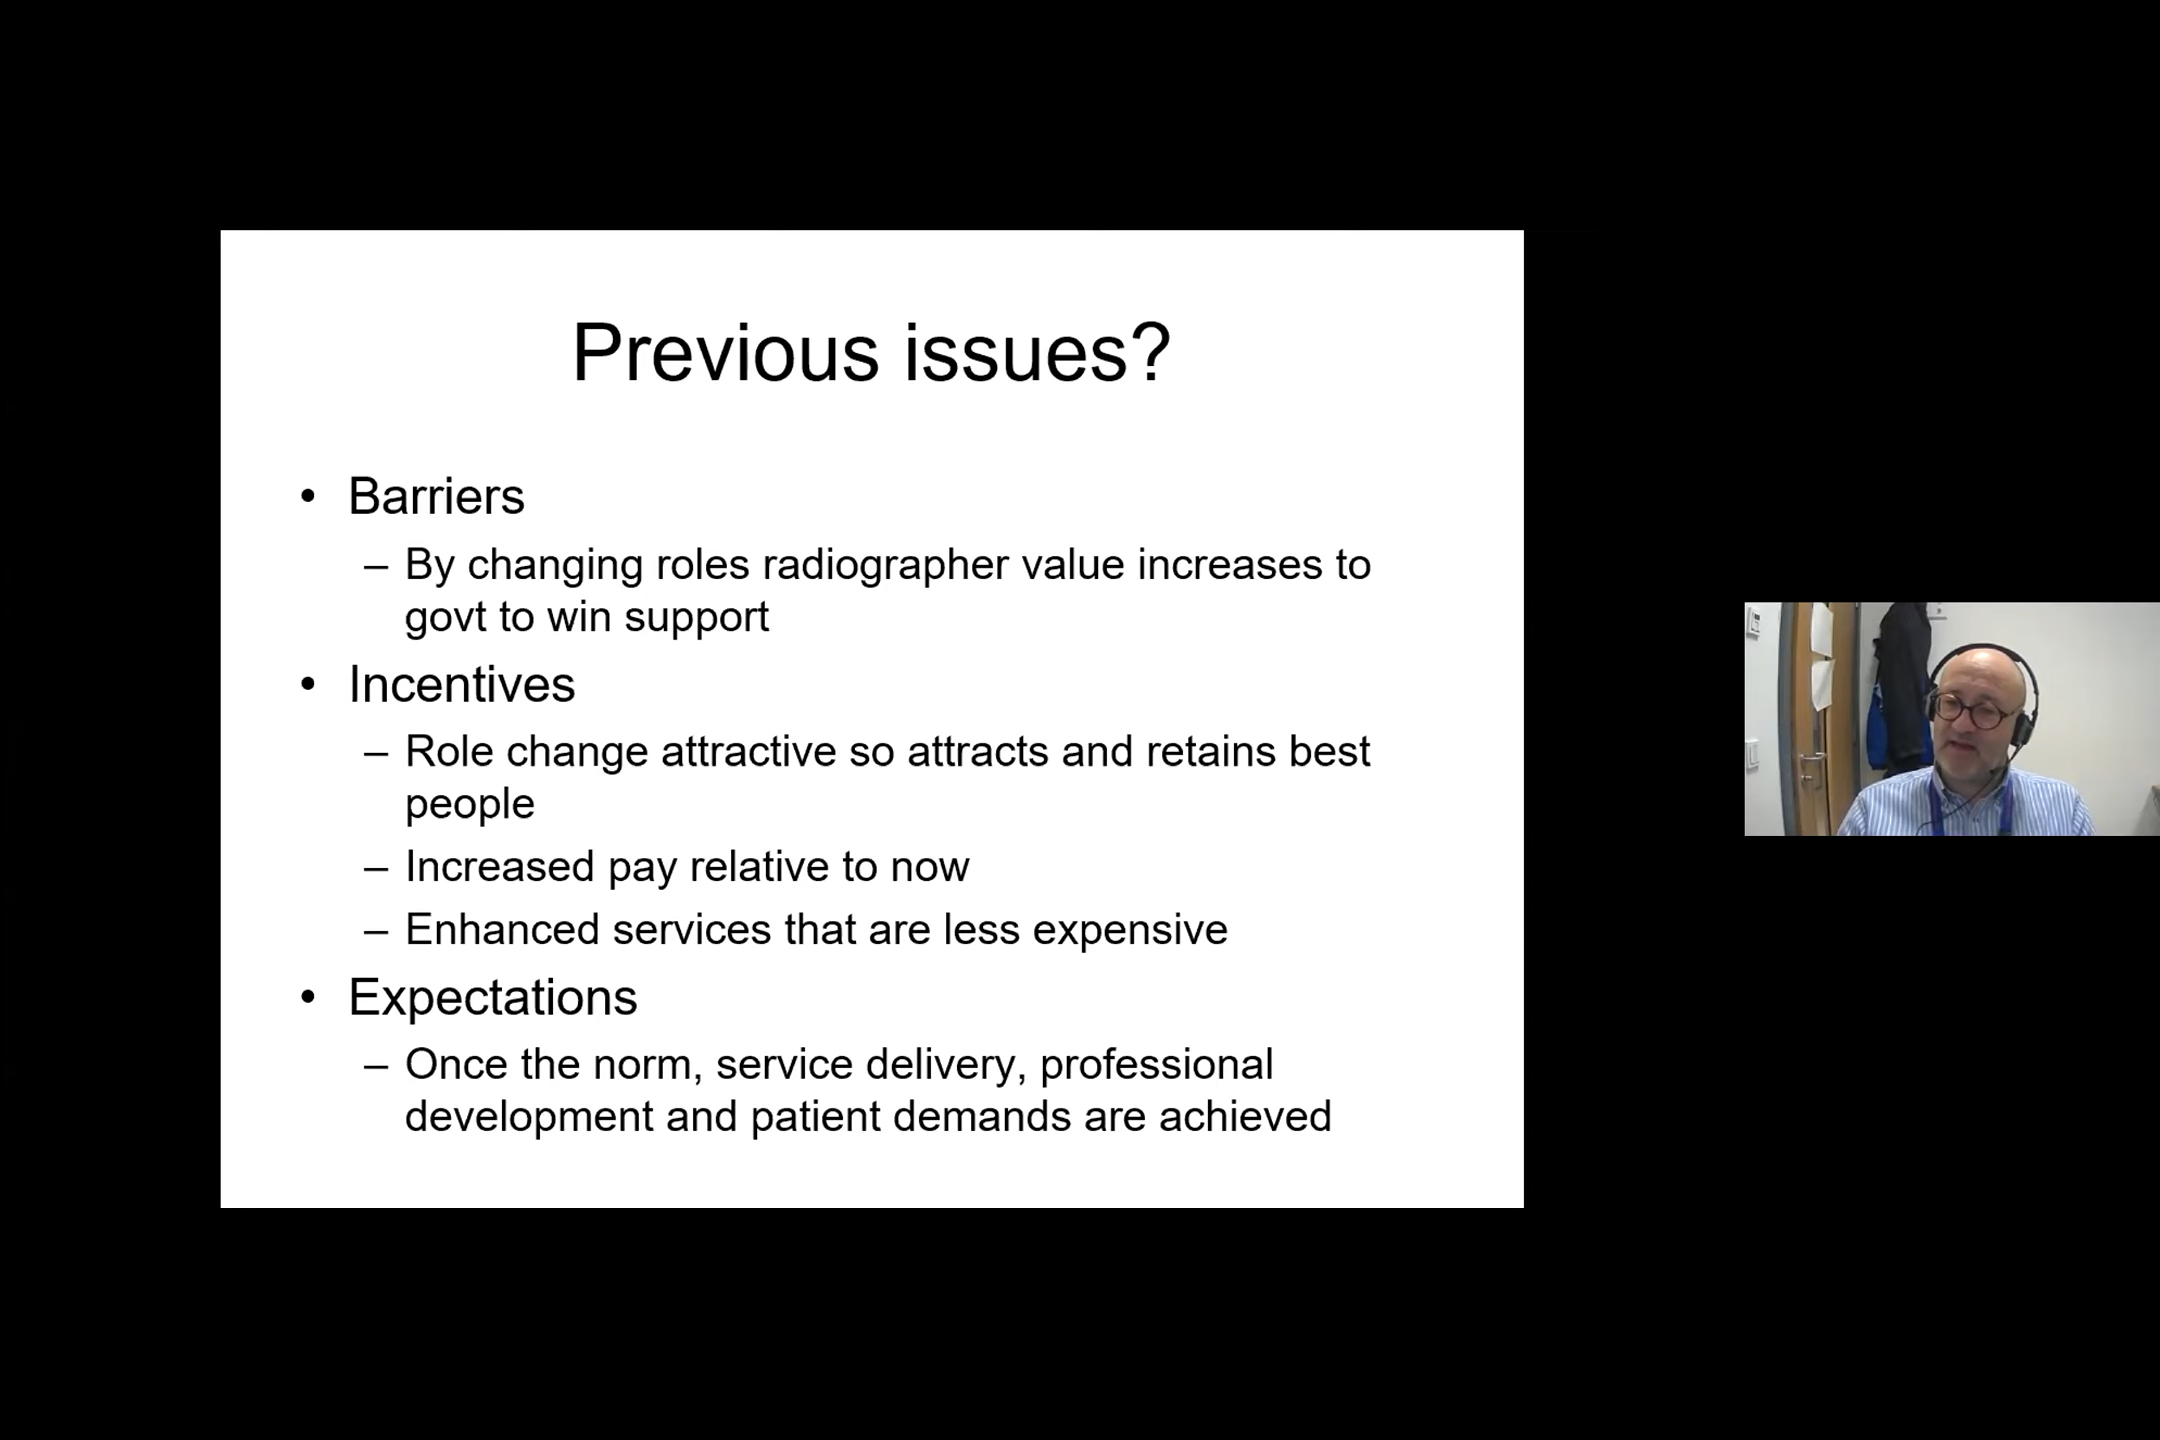 Previous issues?
• Barriers
– By changing roles radiographer value increases to
govt to win support
• Incentives
– Role change attractive so attracts and retains best
people
– Increased pay relative to now
– Enhanced services that are less expensive
• Expectations
– Once the norm, service delivery, professional
development and patient demands are achieved